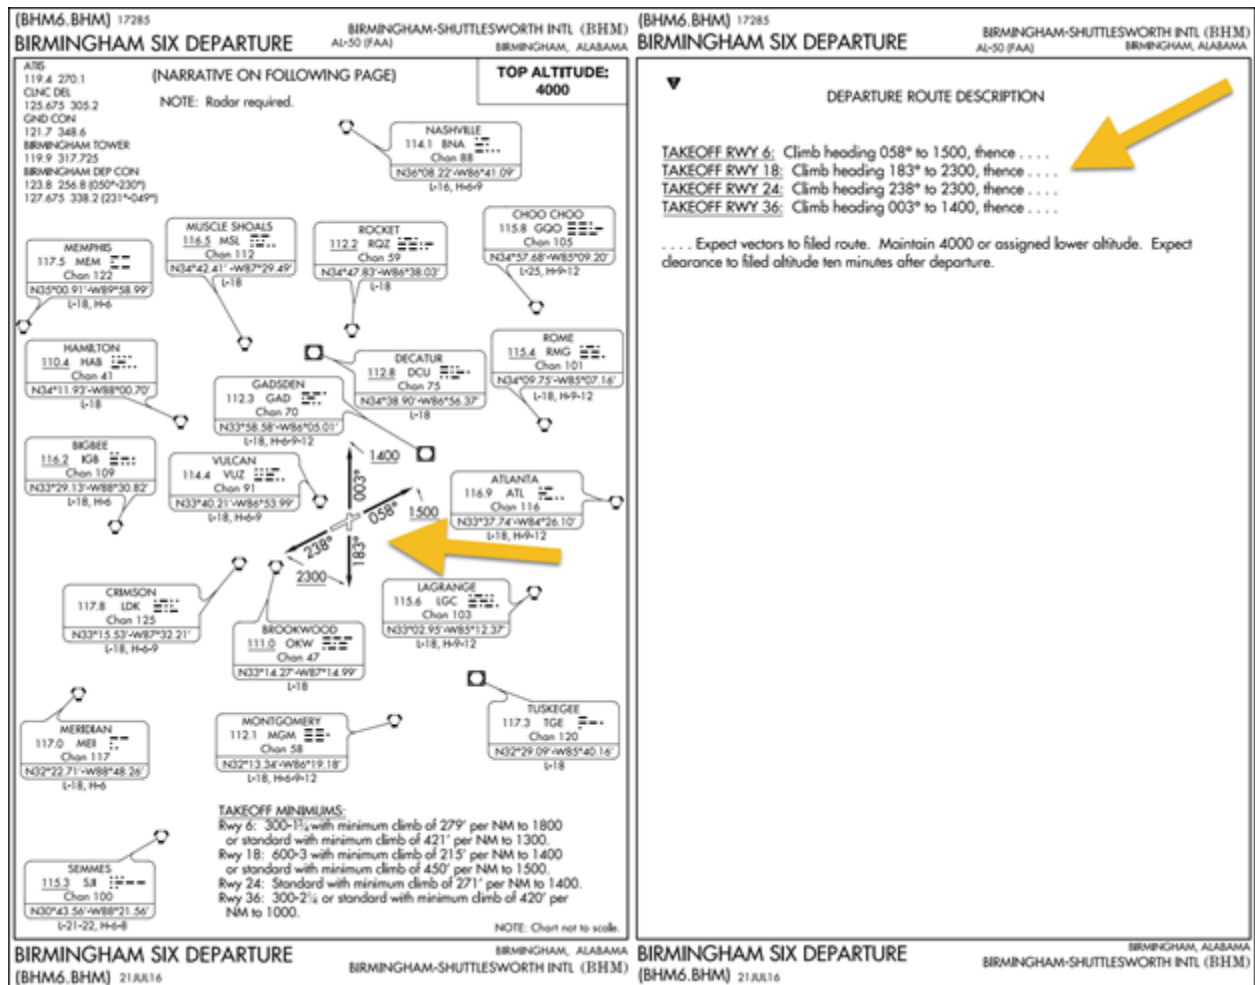 (BHM6.BHM) 17285
BIRMINGHAM SIX DEPARTURE
AL-50 (FAA)
BIRMINGHAM-SHUTTLESWORTH INTL (BHM)
BIRMINGHAM, ALABAMA
ATIS
119.4 270.1
CLNC DEL
125.675 305.2
GND CON
121.7 348.6
BIRMINGHAM TOWER
119.9 317.725
BIRMINGHAM DEP CON
123.8 256.8 (050°-230°)
127.675 338.2 (231°-049°)
(NARRATIVE ON FOLLOWING PAGE)
NOTE: Radar required.
TOP ALTITUDE:
4000
NASHVILLE
114.1 BNA
Chan 88
N36°08.22'-W86°41.09'
L-16, H-6-9
MUSCLE SHOALS
116.5 MSL
Chan 112
N34°42.41'-W87°29.49'
L-18
ROCKET
112.2 RQZ
Chan 59
N34°47.83'-W86°38.03'
L-18
CHOO CHOO
115.8 GQO
Chan 105
N34°57.68'-W85°09.20'
L-25, H-9-12
MEMPHIS
117.5 MEM
Chan 122
N35°00.91'-W89°58.99'
L-18, H-6
HAMILTON
110.4 HAB
Chan 41
N34°11.93'-W88°00.70'
L-18
DECATUR
112.8 DCU
Chan 75
N34°38.90'-W86°56.37'
L-18
ROME
115.4 RMG
Chan 101
N34°09.75'-W85°07.16'
L-18, H-9-12
GADSDEN
112.3 GAD
Chan 70
N33°58.58'-W86°05.01'
L-18, H-6-9-12
BIGBEE
116.2 IGB
Chan 109
N33°29.13'-W88°30.82'
L-18, H-6
VULCAN
114.4 VUZ
Chan 91
N33°40.21'-W86°53.99'
L-18, H-6-9
1400
003°
058°
1500
238°
183°
2300
ATLANTA
116.9 ATL
Chan 116
N33°37.74'-W84°26.10'
L-18, H-9-12
CRIMSON
117.8 LDK
Chan 125
N33°15.53'-W87°32.21'
L-18, H-6-9
BROOKWOOD
111.0 OKW
Chan 47
N33°14.27'-W87°14.99'
L-18
LAGRANGE
115.6 LGC
Chan 103
N33°02.95'-W85°12.37'
L-18, H-9-12
MERIDIAN
117.0 MEI
Chan 117
N32°22.71'-W88°48.26'
L-18, H-6
MONTGOMERY
112.1 MGM
Chan 58
N32°13.34'-W86°19.18'
L-18, H-6-9-12
TUSKEGEE
117.3 TGE
Chan 120
N32°29.09'-W85°40.16'
L-18
SEMMES
115.3 SJI
Chan 100
N30°43.56'-W88°21.56'
L-21-22, H-6-8
TAKEOFF MINIMUMS:
Rwy 6: 300-1¾ with minimum climb of 279' per NM to 1800
or standard with minimum climb of 421' per NM to 1300.
Rwy 18: 600-3 with minimum climb of 215' per NM to 1400
or standard with minimum climb of 450' per NM to 1500.
Rwy 24: Standard with minimum climb of 271' per NM to 1400.
Rwy 36: 300-2¼ or standard with minimum climb of 420' per
NM to 1000.
NOTE: Chart not to scale.
BIRMINGHAM SIX DEPARTURE
(BHM6.BHM) 21JUL16
BIRMINGHAM, ALABAMA
BIRMINGHAM-SHUTTLESWORTH INTL (BHM)
(BHM6.BHM) 17285
BIRMINGHAM SIX DEPARTURE
AL-50 (FAA)
BIRMINGHAM-SHUTTLESWORTH INTL (BHM)
BIRMINGHAM, ALABAMA
DEPARTURE ROUTE DESCRIPTION
TAKEOFF RWY 6: Climb heading 058° to 1500, thence . . . .
TAKEOFF RWY 18: Climb heading 183° to 2300, thence . . . .
TAKEOFF RWY 24: Climb heading 238° to 2300, thence . . . .
TAKEOFF RWY 36: Climb heading 003° to 1400, thence . . . .
. . . . Expect vectors to filed route. Maintain 4000 or assigned lower altitude. Expect
clearance to filed altitude ten minutes after departure.
BIRMINGHAM SIX DEPARTURE
(BHM6.BHM) 21JUL16
BIRMINGHAM, ALABAMA
BIRMINGHAM-SHUTTLESWORTH INTL (BHM)